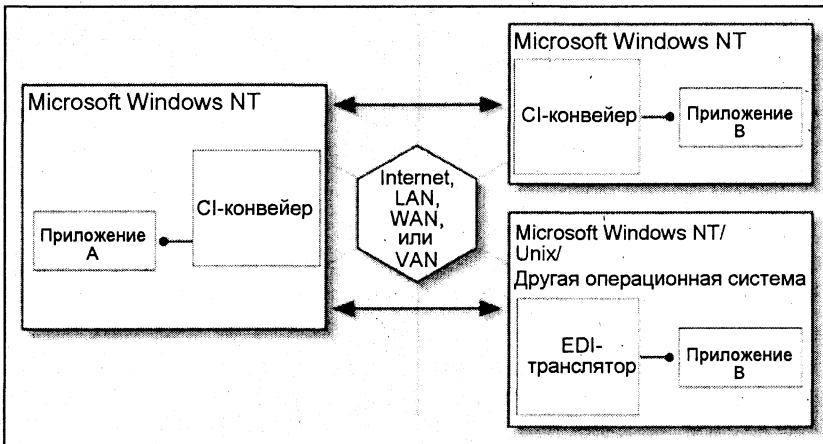 Microsoft Windows NT
CI-конвейер
Приложение
A
Internet,
LAN,
WAN,
или
VAN
Microsoft Windows NT
CI-конвейер
Приложение
B
Microsoft Windows NT/
Unix/
Другая операционная система
EDI-
транслятор
Приложение
B